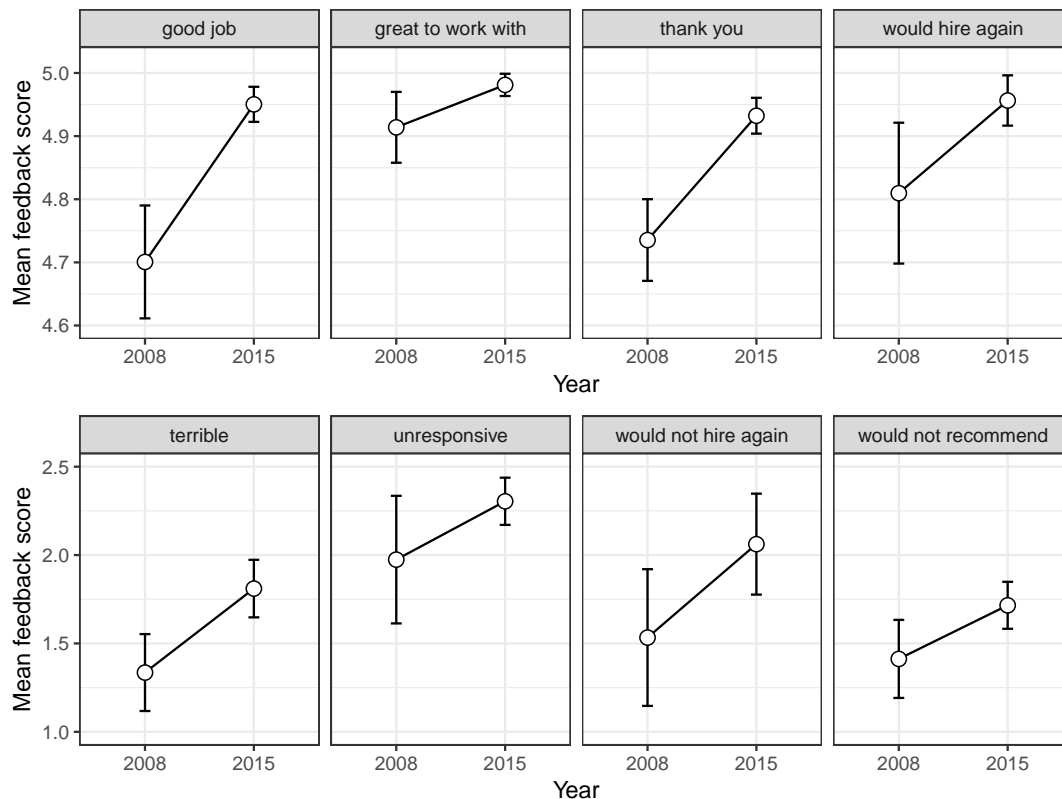 good job great to work with thank you would hire again
Mean feedback score
5.0
4.9
4.8
4.7
4.6
2008 2015 2008 2015 2008 2015 2008 2015
Year
terrible unresponsive would not hire again would not recommend
Mean feedback score
2.5
2.0
1.5
1.0
2008 2015 2008 2015 2008 2015 2008 2015
Year